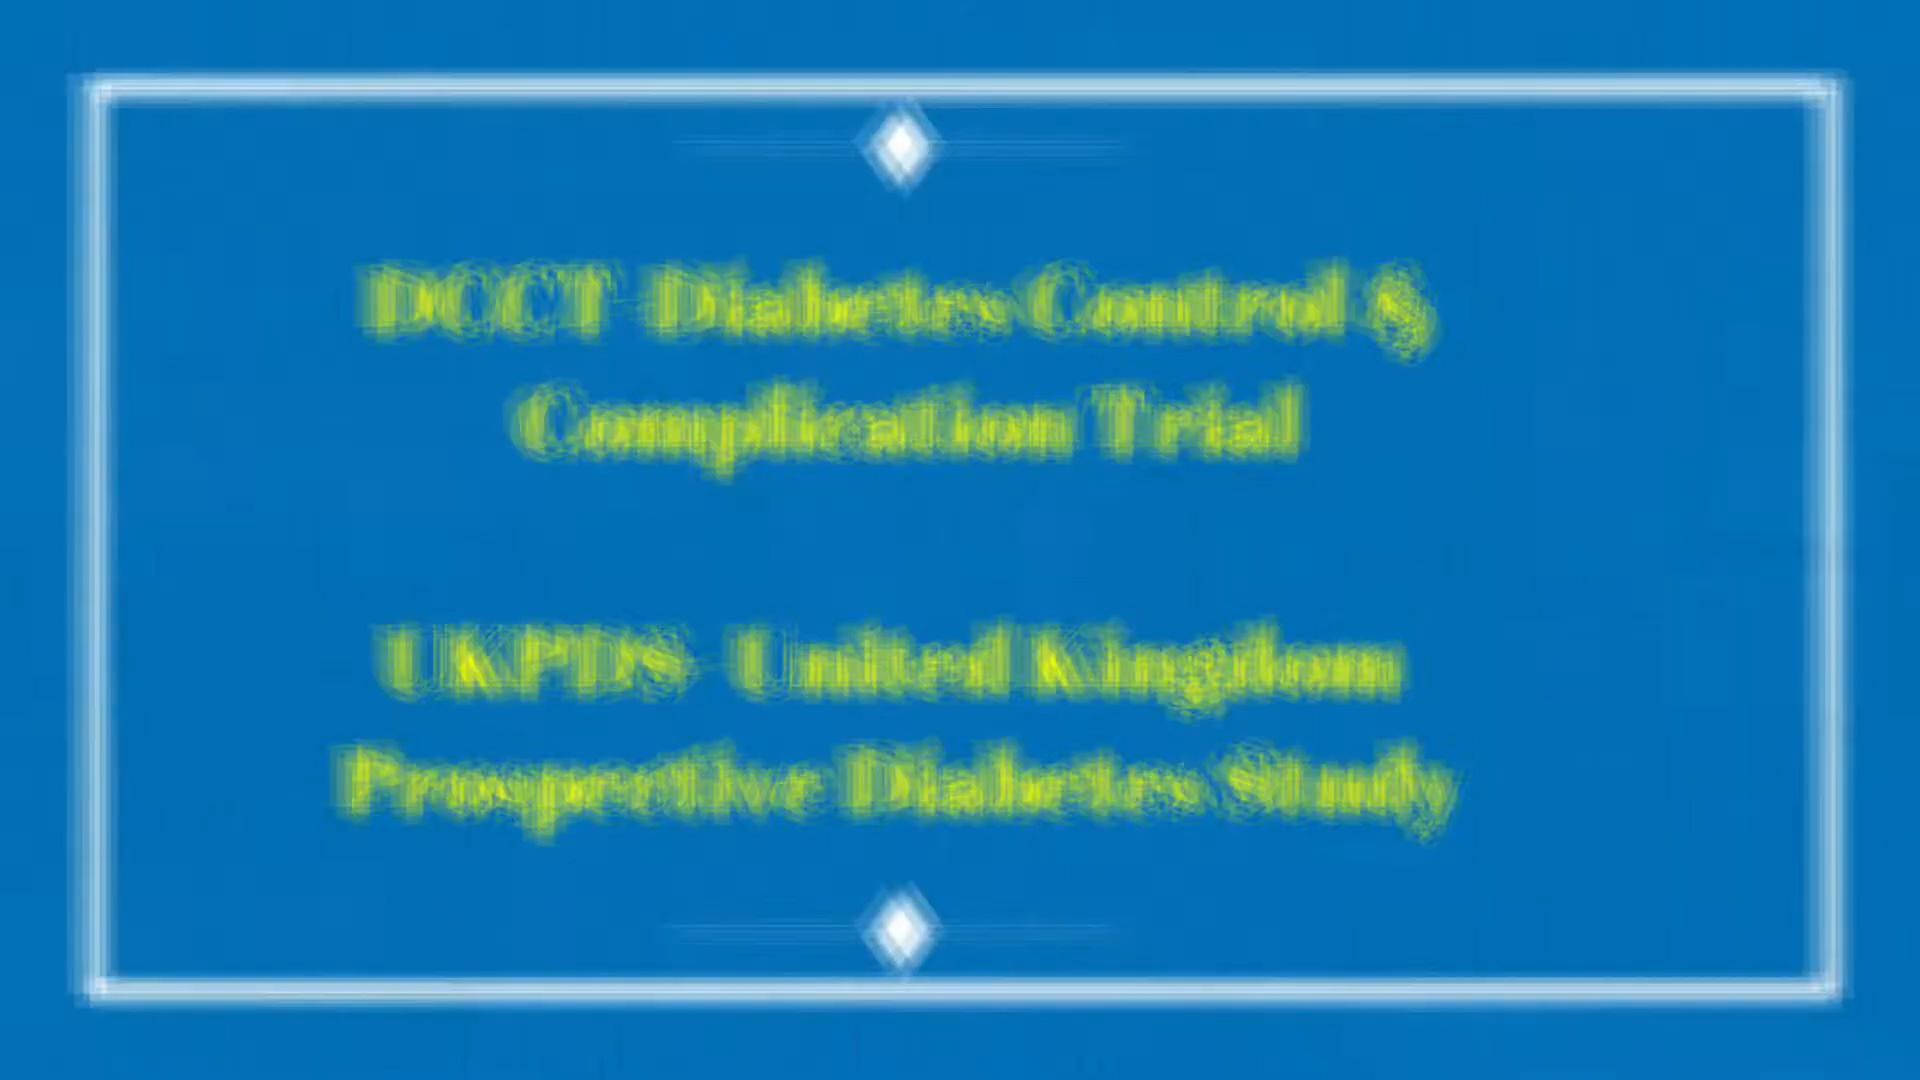 DCCT Diabetes Control &
Complication Trial
UKPDS United Kingdom
Prospective Diabetes Study